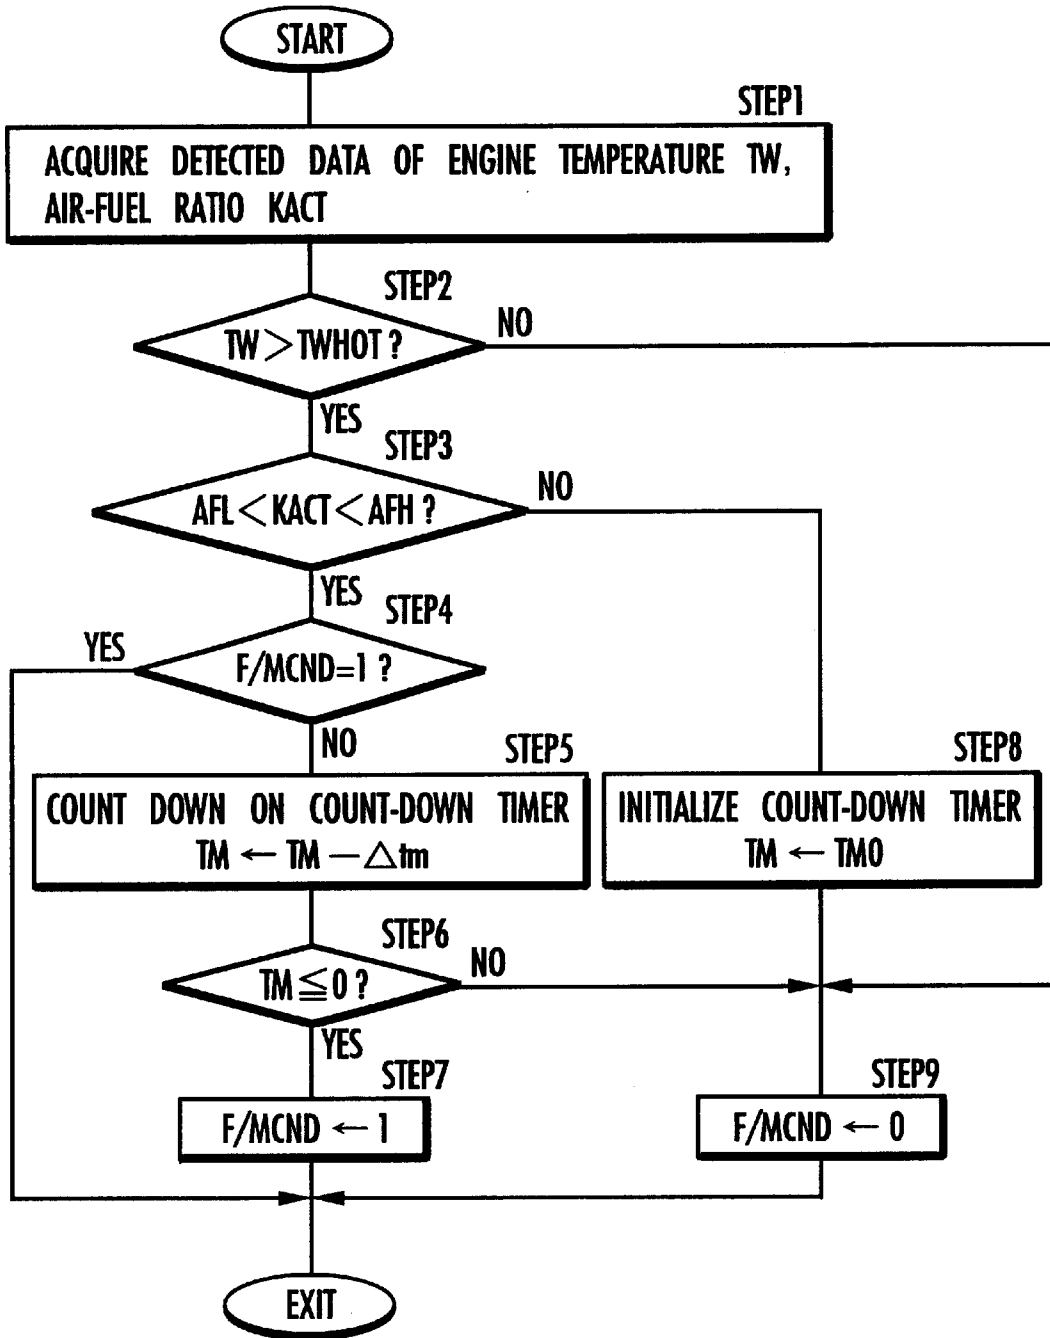 START
STEP1
ACQUIRE DETECTED DATA OF ENGINE TEMPERATURE TW,
AIR-FUEL RATIO KACT
STEP2
TW＞TWHOT ?
NO
YES
STEP3
AFL＜KACT＜AFH ?
NO
YES
STEP4
YES
F/MCND=1 ?
NO
STEP5
COUNT DOWN ON COUNT-DOWN TIMER
TM ← TM — △tm
STEP8
INITIALIZE COUNT-DOWN TIMER
TM ← TM0
STEP6
TM≦0 ?
NO
YES
STEP7
F/MCND ← 1
STEP9
F/MCND ← 0
EXIT